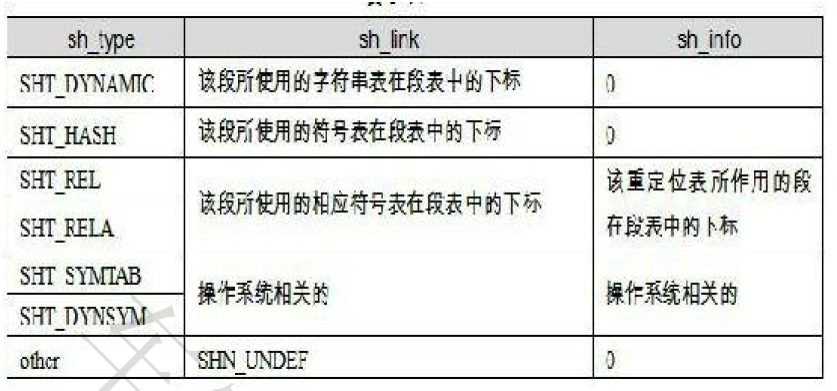 sh_type sh_link sh_info
SHT_DYNAMIC 该段所使用的字符串表在段表中的下标 0
SHT_HASH 该段所使用的符号表在段表中的下标 0
SHT_REL
SHT_RELA
该段所使用的相应符号表在段表中的下标
该重定位表所作用的段
在段表中的下标
SHT_SYMTAB
SHT_DYNSYM
操作系统相关的
操作系统相关的
other SHN_UNDEF 0